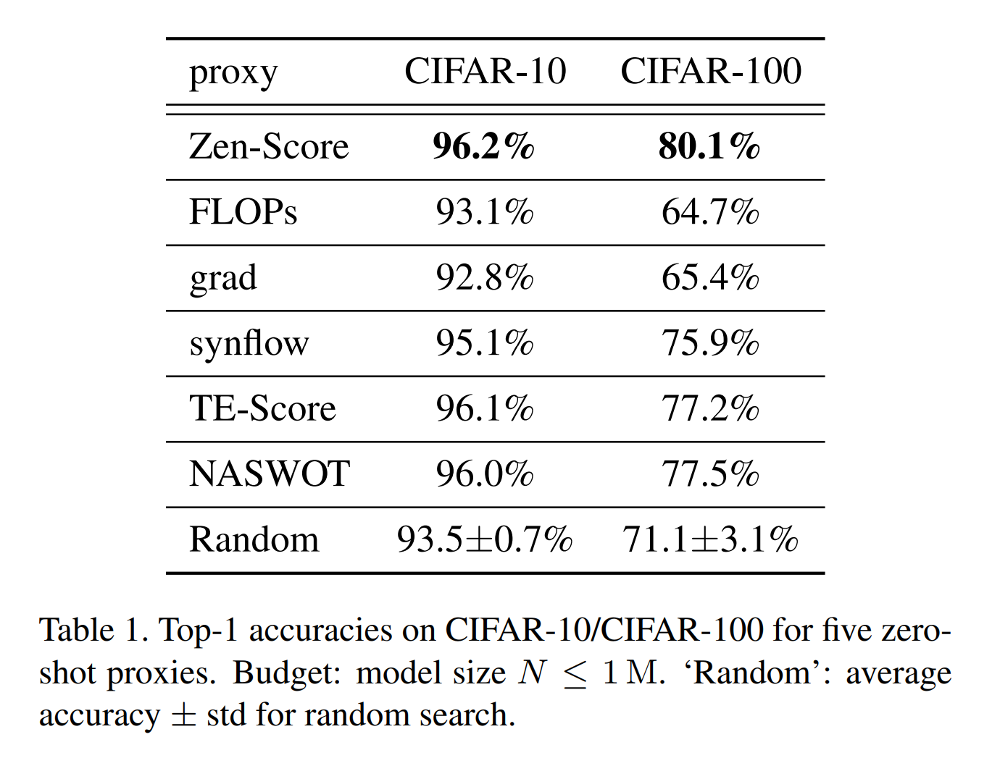 proxy CIFAR-10 CIFAR-100
Zen-Score 96.2% 80.1%
FLOPs 93.1% 64.7%
grad 92.8% 65.4%
synflow 95.1% 75.9%
TE-Score 96.1% 77.2%
NASWOT 96.0% 77.5%
Random 93.5±0.7% 71.1±3.1%
Table 1. Top-1 accuracies on CIFAR-10/CIFAR-100 for five zero-
shot proxies. Budget: model size N ≤ 1 M. ‘Random’: average
accuracy ± std for random search.